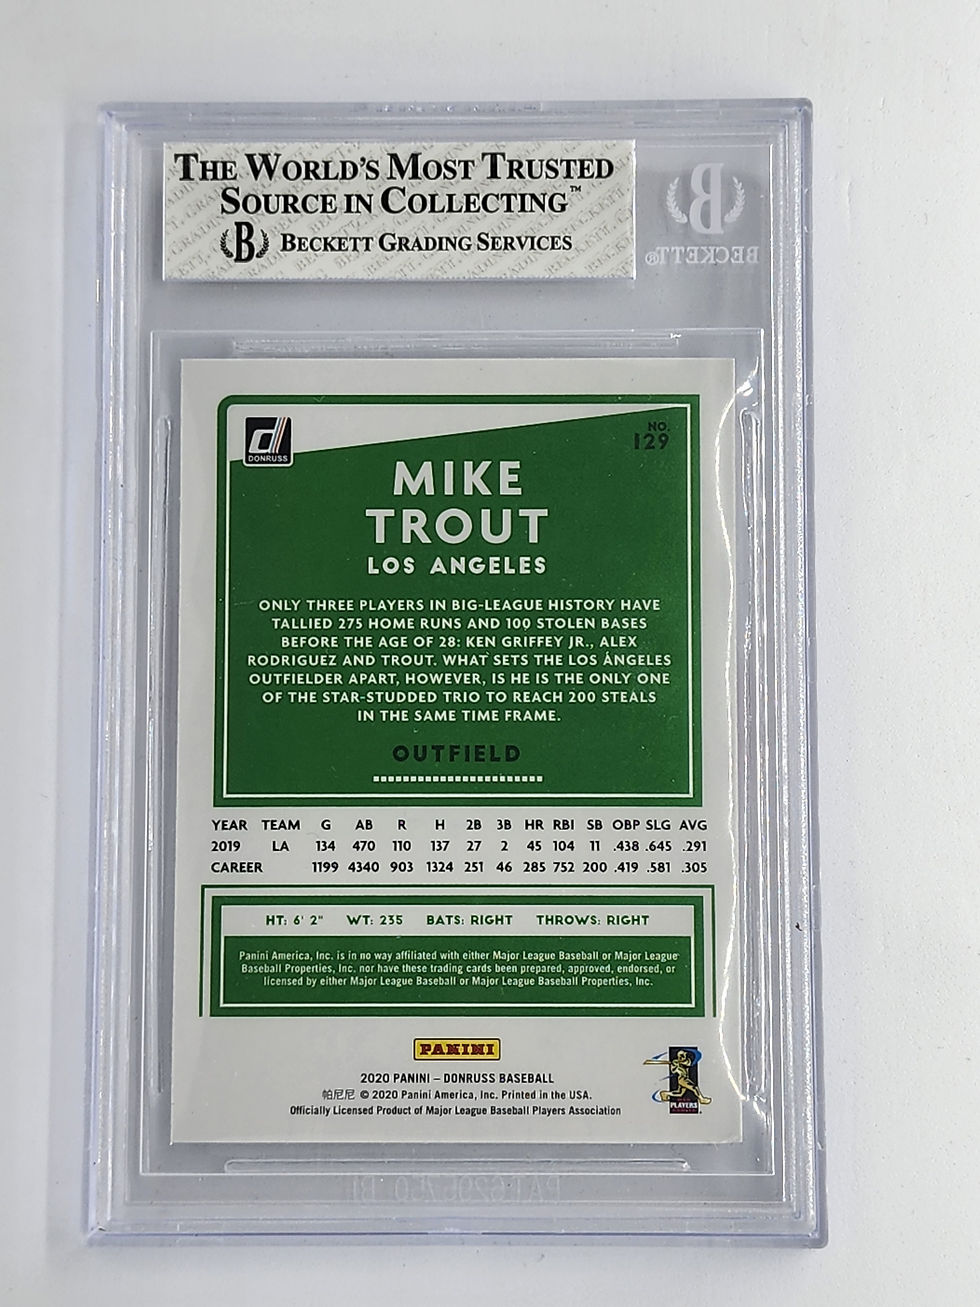 THE WORLD'S MOST TRUSTED
SOURCE IN COLLECTING™
B BECKETT GRADING SERVICES
B
BECKETT®
d
DONRUSS
NO.
129
MIKE
TROUT
LOS ANGELES
ONLY THREE PLAYERS IN BIG-LEAGUE HISTORY HAVE
TALLIED 275 HOME RUNS AND 100 STOLEN BASES
BEFORE THE AGE OF 28: KEN GRIFFEY JR., ALEX
RODRIGUEZ AND TROUT. WHAT SETS THE LOS ANGELES
OUTFIELDER APART, HOWEVER, IS HE IS THE ONLY ONE
OF THE STAR-STUDDED TRIO TO REACH 200 STEALS
IN THE SAME TIME FRAME.
OUTFIELD
YEAR TEAM G AB R H 2B 3B HR RBI SB OBP SLG AVG
2019 LA 134 470 110 137 27 2 45 104 11 .438 .645 .291
CAREER 1199 4340 903 1324 251 46 285 752 200 .419 .581 .305
HT: 6' 2" WT: 235 BATS: RIGHT THROWS: RIGHT
Panini America, Inc. is in no way affiliated with either Major League Baseball or Major League
Baseball Properties, Inc. nor have these trading cards been prepared, approved, endorsed, or
licensed by either Major League Baseball or Major League Baseball Properties, Inc.
PANINI
2020 PANINI – DONRUSS BASEBALL
帕尼尼 © 2020 Panini America, Inc. Printed in the USA.
Officially Licensed Product of Major League Baseball Players Association
PLAYERS